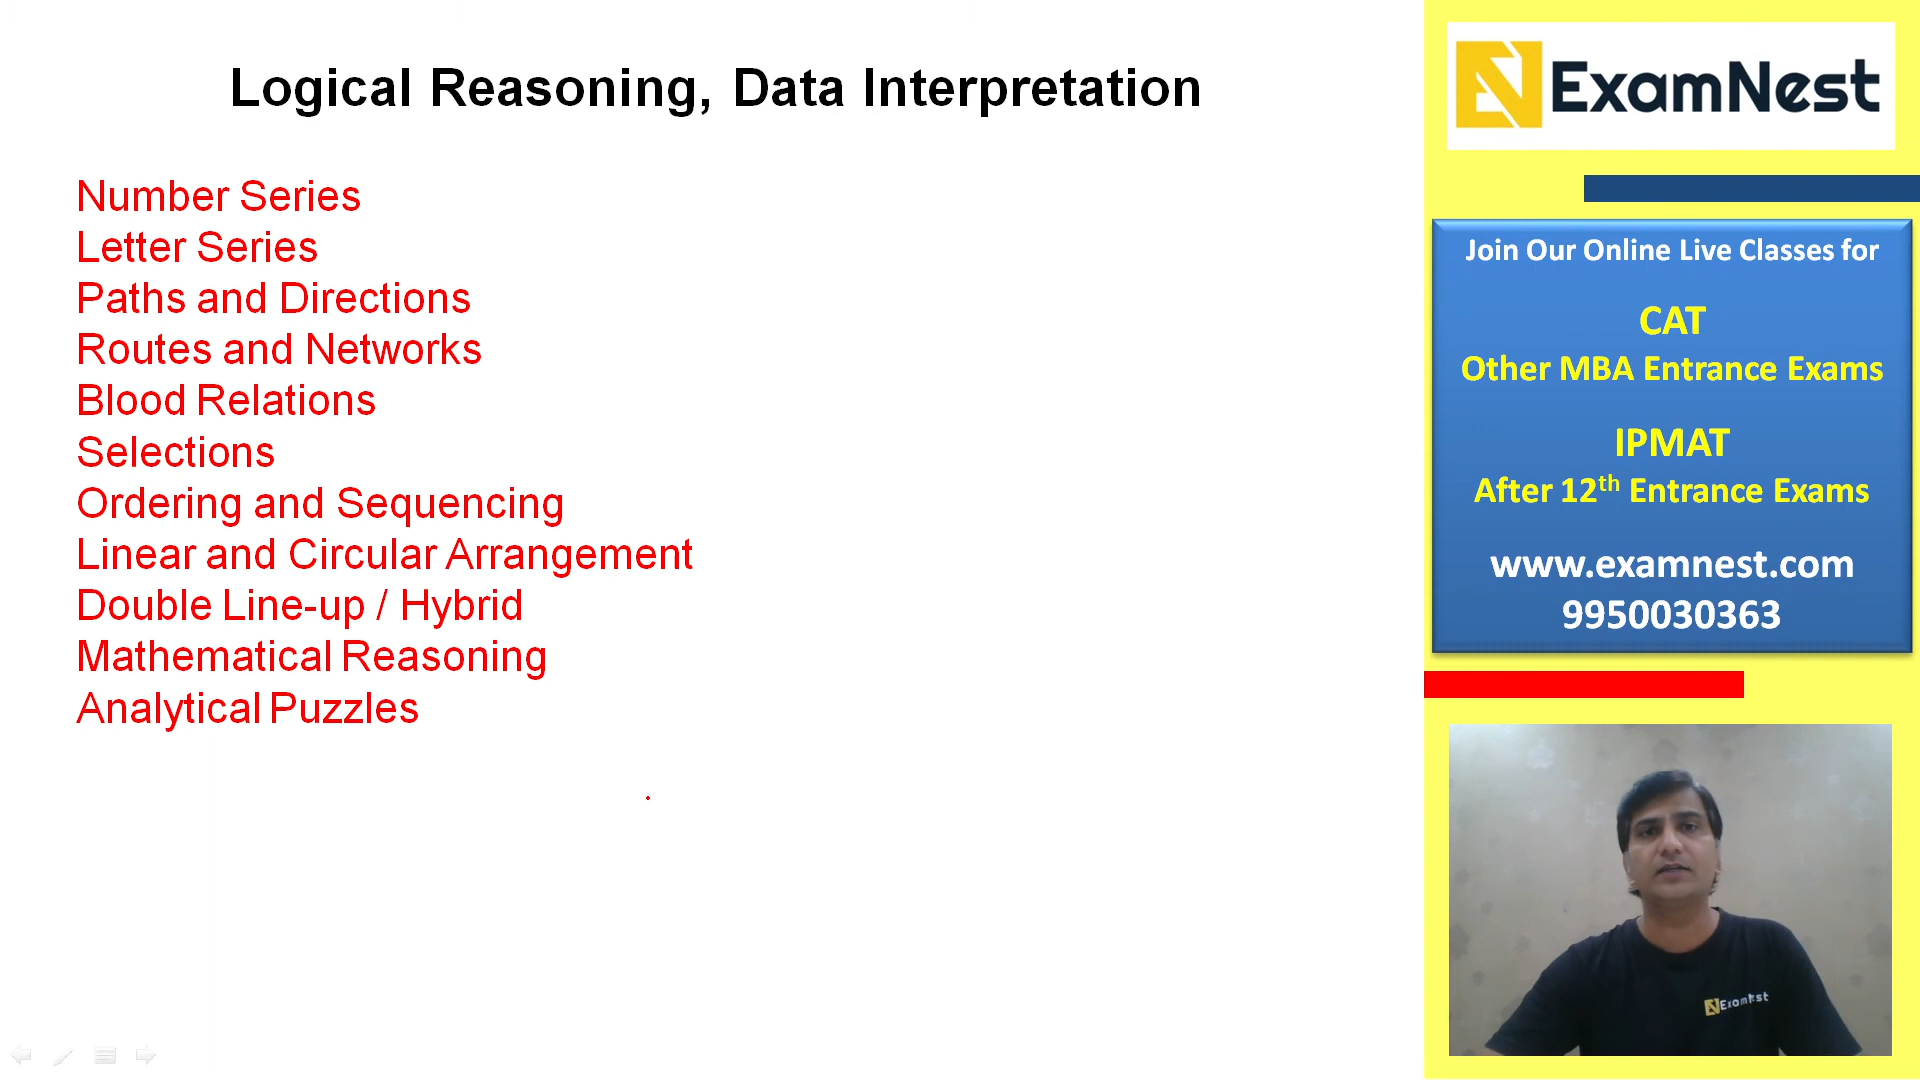 Logical Reasoning, Data Interpretation
Number Series
Letter Series
Paths and Directions
Routes and Networks
Blood Relations
Selections
Ordering and Sequencing
Linear and Circular Arrangement
Double Line-up / Hybrid
Mathematical Reasoning
Analytical Puzzles
ExamNest
Join Our Online Live Classes for
CAT
Other MBA Entrance Exams
IPMAT
After 12th Entrance Exams
www.examnest.com
9950030363
ExamNest